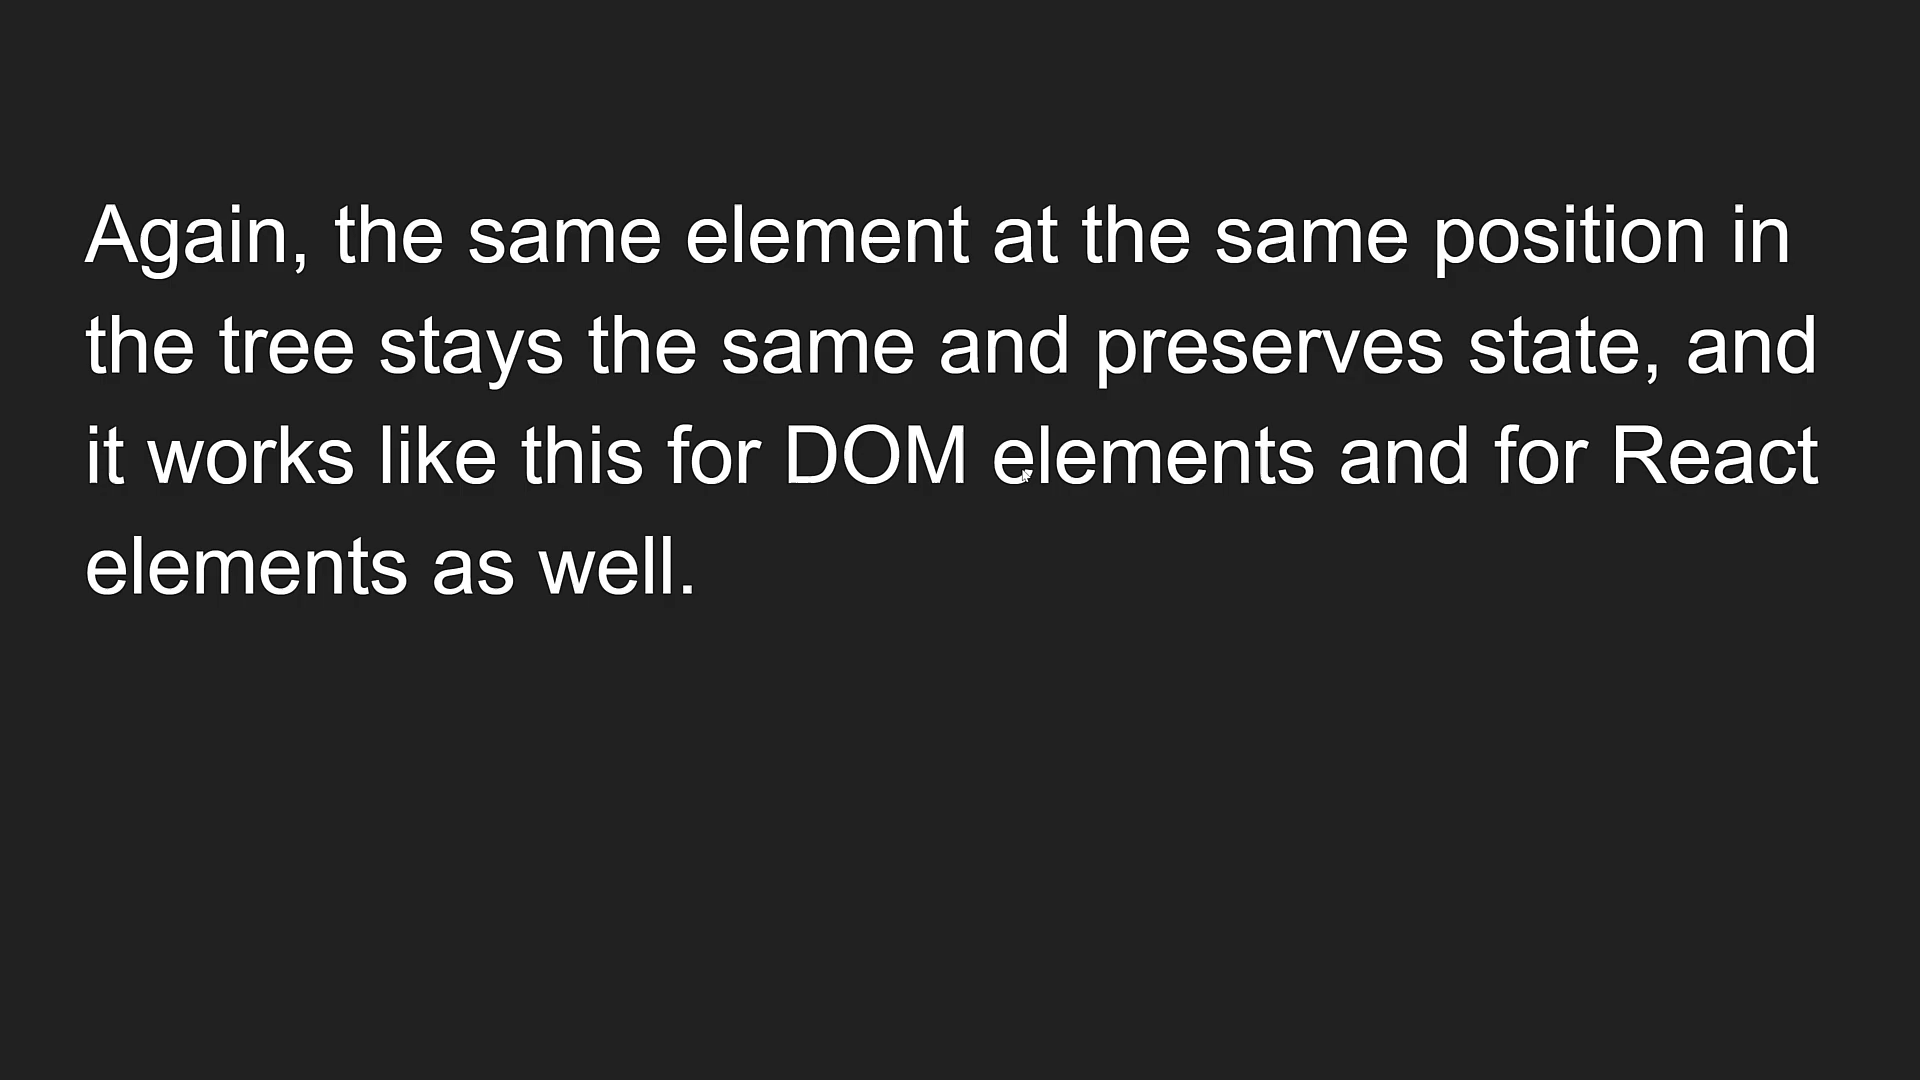 Again, the same element at the same position in
the tree stays the same and preserves state, and
it works like this for DOM elements and for React
elements as well.